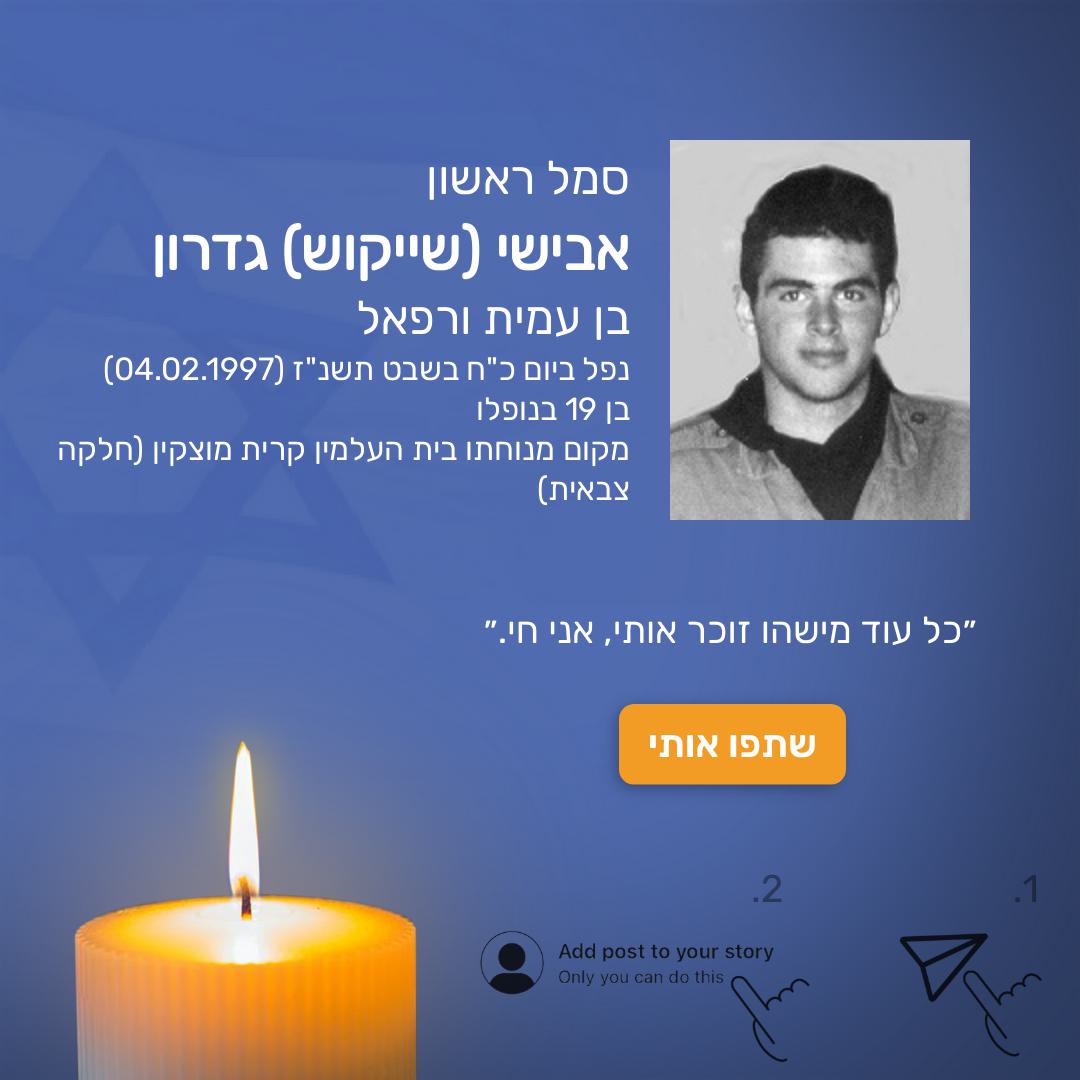 סמל ראשון
אבישי (שייקוש) גדרון
בן עמית ורפאל
נפל ביום כ"ח בשבט תשנ"ז (04.02.1997)
בן 19 בנופלו
מקום מנוחתו בית העלמין קרית מוצקין (חלקה
צבאית)
״כל עוד מישהו זוכר אותי, אני חי.״
שתפו אותי
.1
.2
Add post to your story
Only you can do this